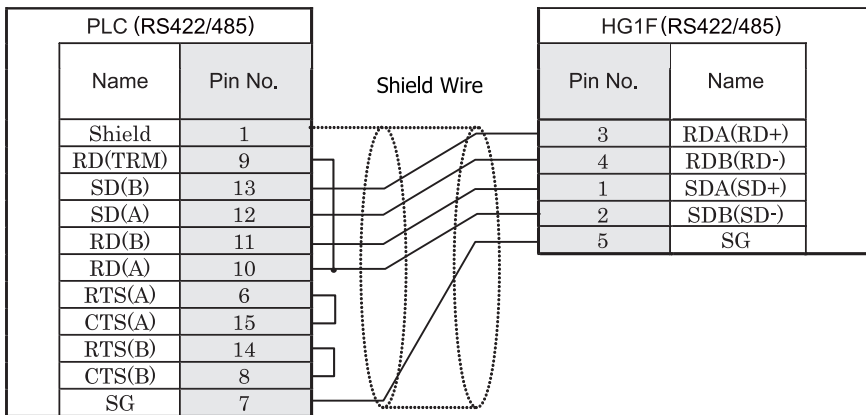 PLC (RS422/485)
Name Pin No.
Shield 1
RD(TRM) 9
SD(B) 13
SD(A) 12
RD(B) 11
RD(A) 10
RTS(A) 6
CTS(A) 15
RTS(B) 14
CTS(B) 8
SG 7
Shield Wire
HG1F(RS422/485)
Pin No. Name
3 RDA(RD+)
4 RDB(RD-)
1 SDA(SD+)
2 SDB(SD-)
5 SG